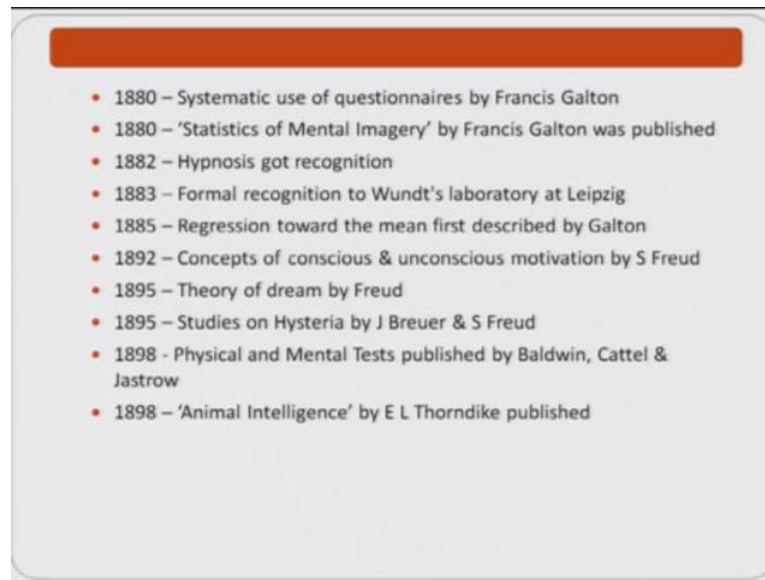 • 1880 – Systematic use of questionnaires by Francis Galton
• 1880 – ‘Statistics of Mental Imagery’ by Francis Galton was published
• 1882 – Hypnosis got recognition
• 1883 – Formal recognition to Wundt's laboratory at Leipzig
• 1885 – Regression toward the mean first described by Galton
• 1892 – Concepts of conscious & unconscious motivation by S Freud
• 1895 – Theory of dream by Freud
• 1895 – Studies on Hysteria by J Breuer & S Freud
• 1898 - Physical and Mental Tests published by Baldwin, Cattel &
Jastrow
• 1898 – ‘Animal Intelligence’ by E L Thorndike published